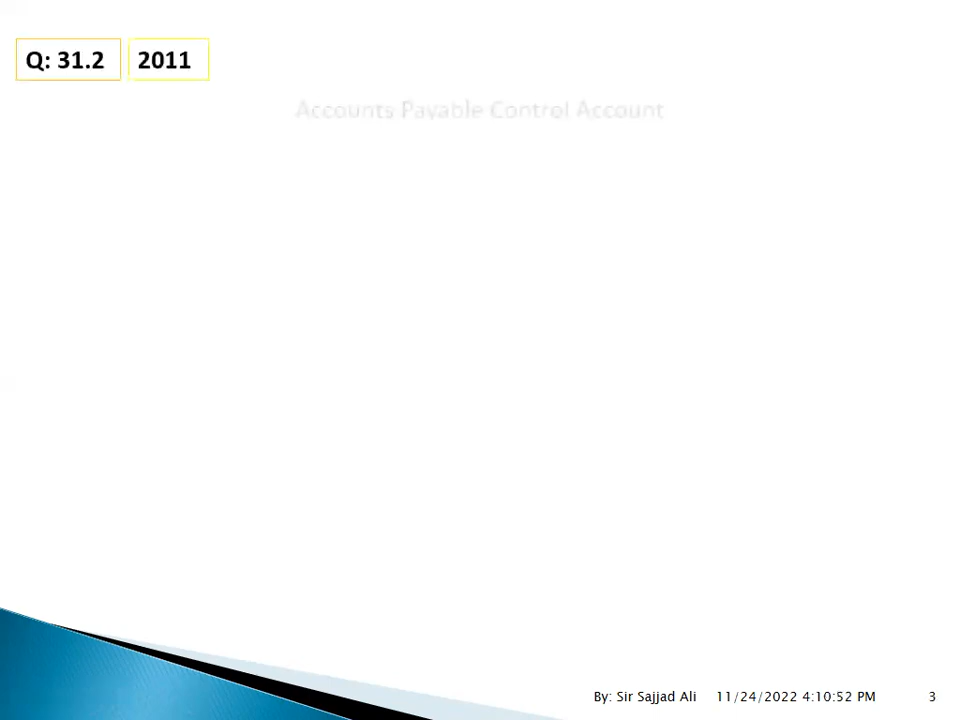 Q: 31.2 2011
Accounts Payable Control Account
By: Sir Sajjad Ali 11/24/2022 4:10:52 PM 3